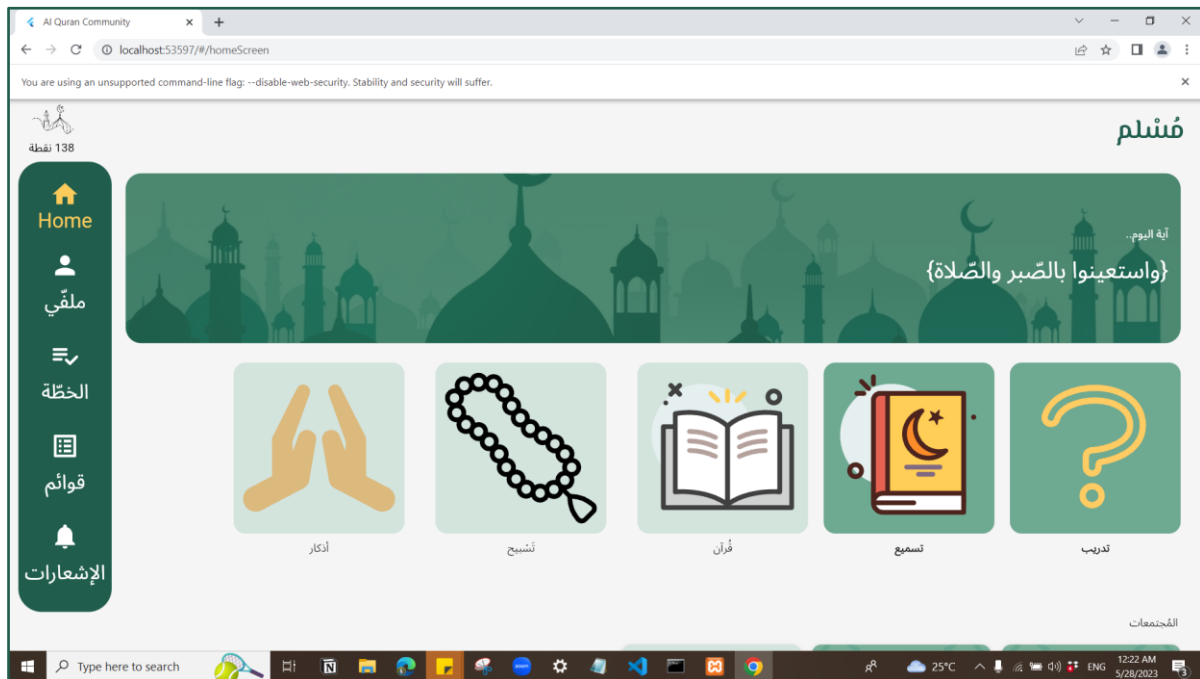 Al Quran Community
localhost:53597/#/homeScreen
You are using an unsupported command-line flag: --disable-web-security. Stability and security will suffer.
138 نقطة
مُسْلم
Home
ملفّي
الخطّة
قوائم
الإشعارات
آية اليوم..
{واستعينوا بالصّبر والصّلاة}
تدريب
تسميع
قُرآن
تَسْبيح
أذكار
المُجتمعات
Type here to search
25°C
ENG
12:22 AM
5/28/2023
3